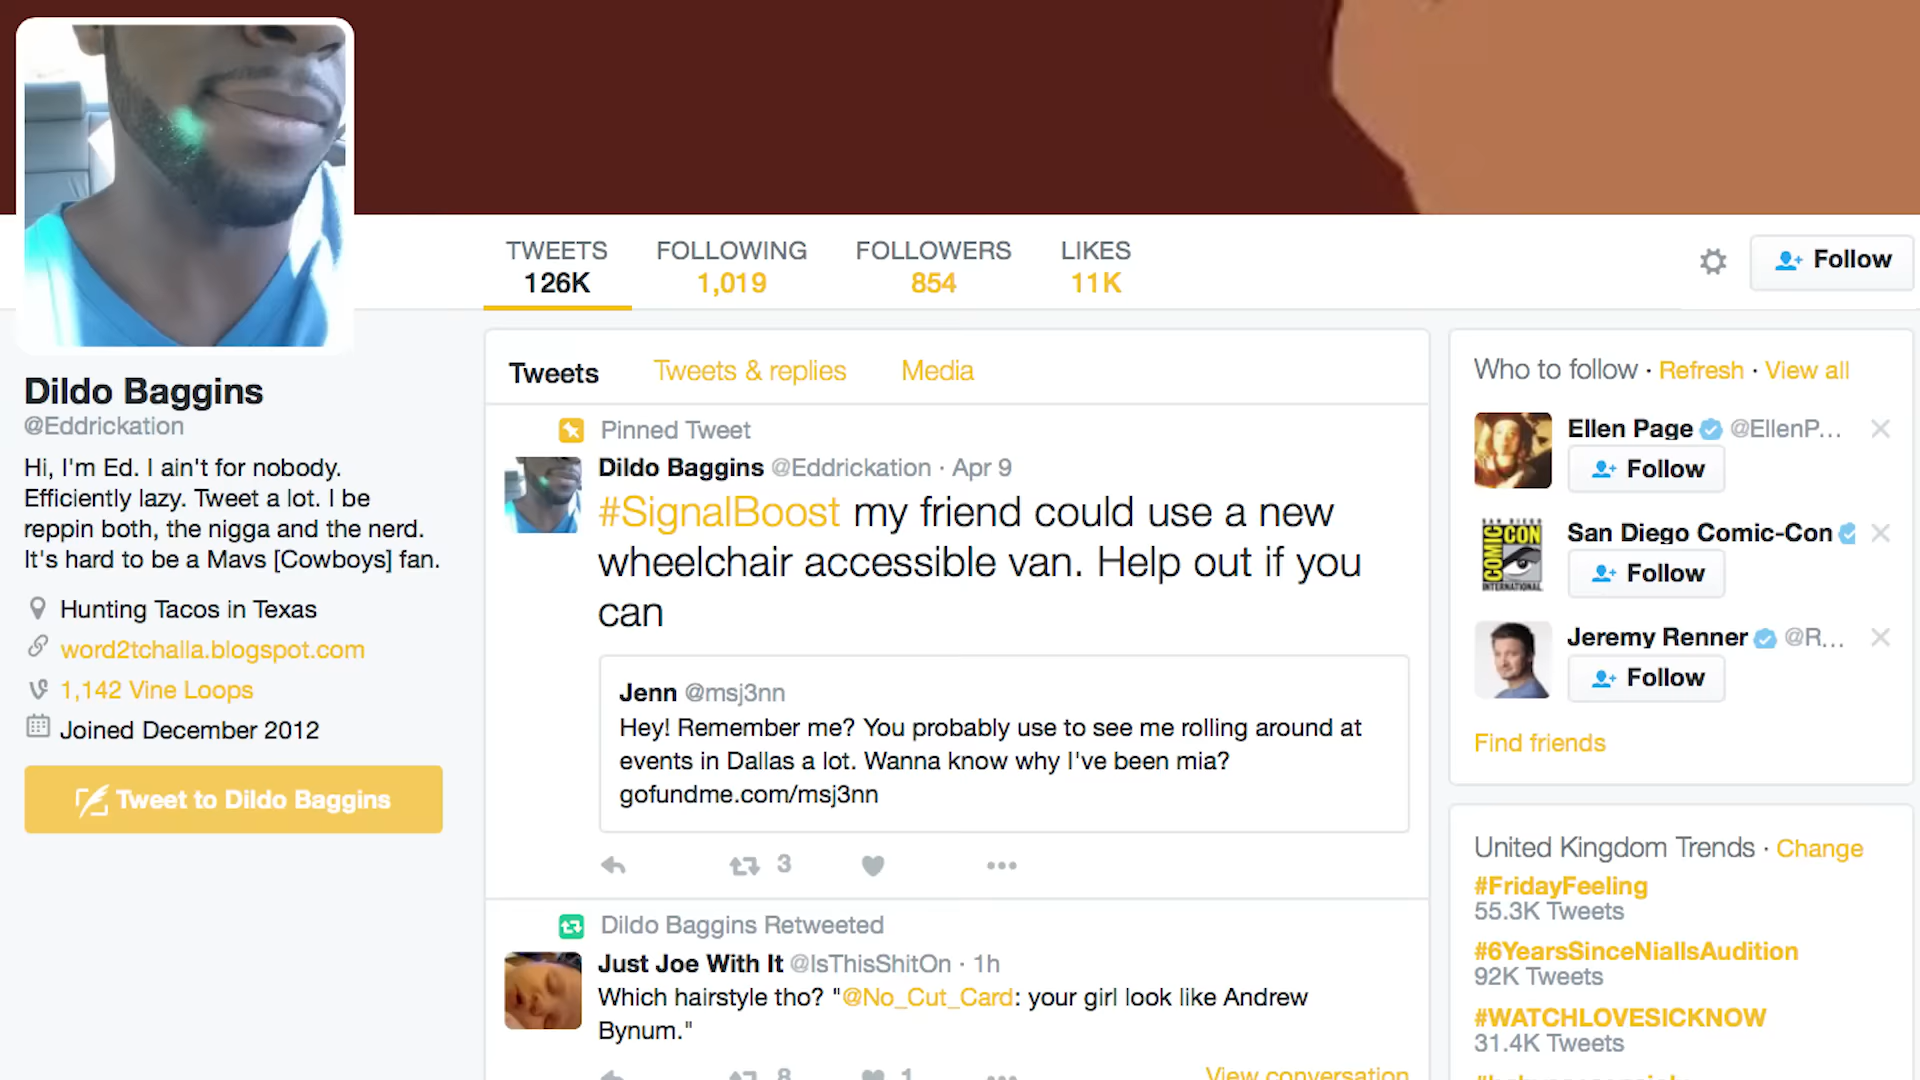 TWEETS FOLLOWING FOLLOWERS LIKES
126K 1,019 854 11K
Follow
Dildo Baggins
@Eddrickation
Hi, I'm Ed. I ain't for nobody.
Efficiently lazy. Tweet a lot. I be
reppin both, the nigga and the nerd.
It's hard to be a Mavs [Cowboys] fan.
Hunting Tacos in Texas
word2tchalla.blogspot.com
1,142 Vine Loops
Joined December 2012
Tweet to Dildo Baggins
Tweets Tweets & replies Media
Pinned Tweet
Dildo Baggins @Eddrickation · Apr 9
#SignalBoost my friend could use a new
wheelchair accessible van. Help out if you
can
Jenn @msj3nn
Hey! Remember me? You probably use to see me rolling around at
events in Dallas a lot. Wanna know why I've been mia?
gofundme.com/msj3nn
3
Dildo Baggins Retweeted
Just Joe With It @IsThisShitOn · 1h
Which hairstyle tho? "@No_Cut_Card: your girl look like Andrew
Bynum."
8 1 View conversation
Who to follow · Refresh · View all
Ellen Page @EllenP...
Follow
SAN DIEGO
COMIC CON
INTERNATIONAL
San Diego Comic-Con
Follow
Jeremy Renner @R...
Follow
Find friends
United Kingdom Trends · Change
#FridayFeeling
55.3K Tweets
#6YearsSinceNiallsAudition
92K Tweets
#WATCHLOVESICKNOW
31.4K Tweets